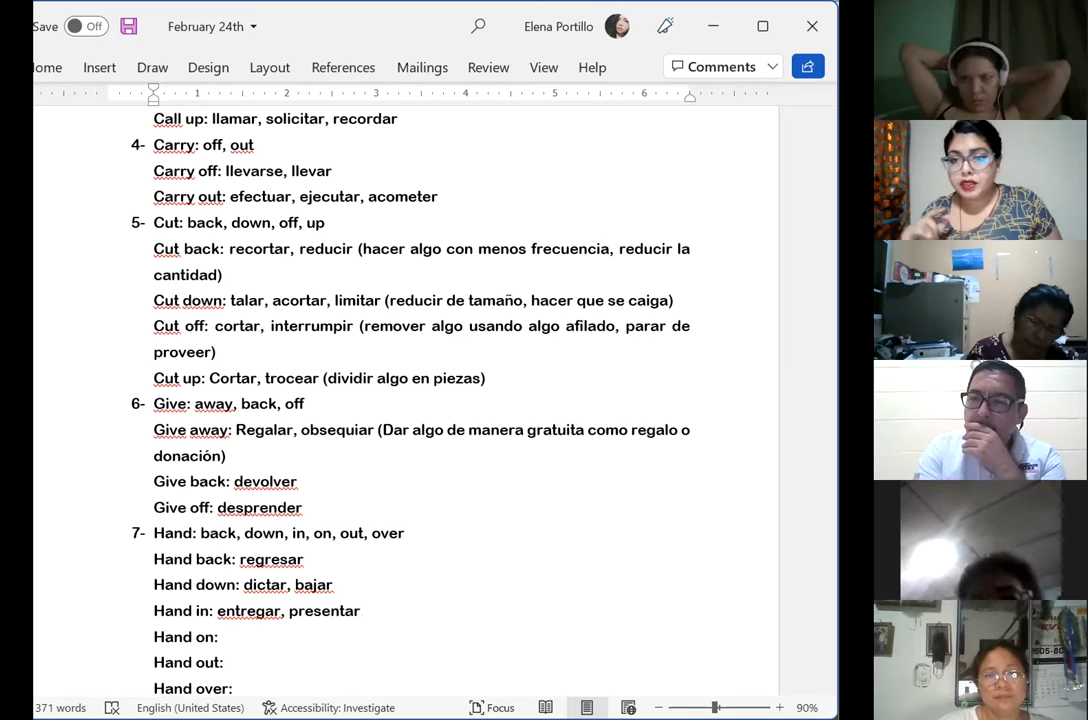 Save Off February 24th Elena Portillo
ome Insert Draw Design Layout References Mailings Review View Help Comments
1 2 3 4 5 6
Call up: llamar, solicitar, recordar
4- Carry: off, out
Carry off: llevarse, llevar
Carry out: efectuar, ejecutar, acometer
5- Cut: back, down, off, up
Cut back: recortar, reducir (hacer algo con menos frecuencia, reducir la
cantidad)
Cut down: talar, acortar, limitar (reducir de tamaño, hacer que se caiga)
Cut off: cortar, interrumpir (remover algo usando algo afilado, parar de
proveer)
Cut up: Cortar, trocear (dividir algo en piezas)
6- Give: away, back, off
Give away: Regalar, obsequiar (Dar algo de manera gratuita como regalo o
donación)
Give back: devolver
Give off: desprender
7- Hand: back, down, in, on, out, over
Hand back: regresar
Hand down: dictar, bajar
Hand in: entregar, presentar
Hand on:
Hand out:
Hand over:
371 words English (United States) Accessibility: Investigate Focus 90%